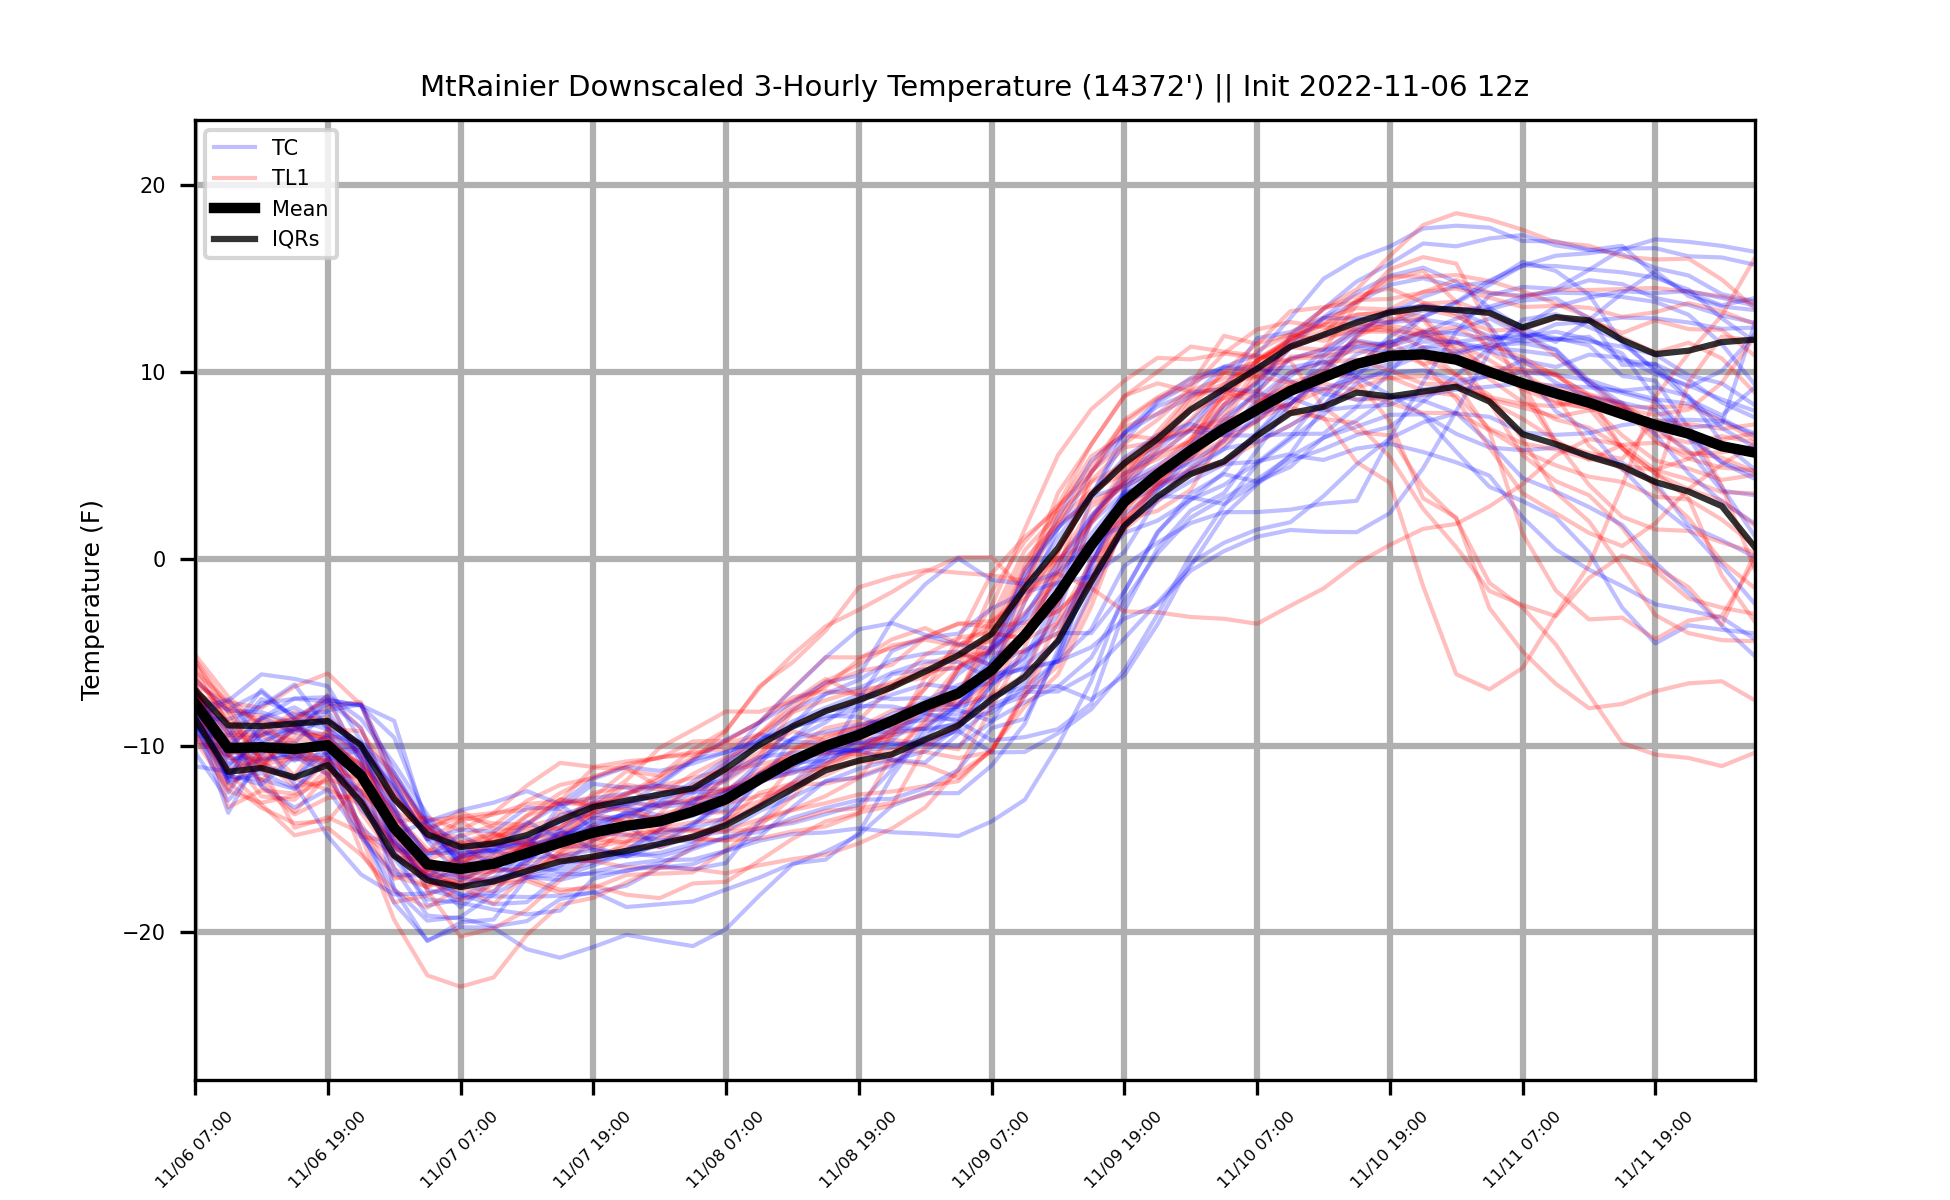 MtRainier Downscaled 3-Hourly Temperature (14372') || Init 2022-11-06 12z
TC
TL1
Mean
IQRs
Temperature (F)
20
10
0
−10
−20
11/06 07:00
11/06 19:00
11/07 07:00
11/07 19:00
11/08 07:00
11/08 19:00
11/09 07:00
11/09 19:00
11/10 07:00
11/10 19:00
11/11 07:00
11/11 19:00